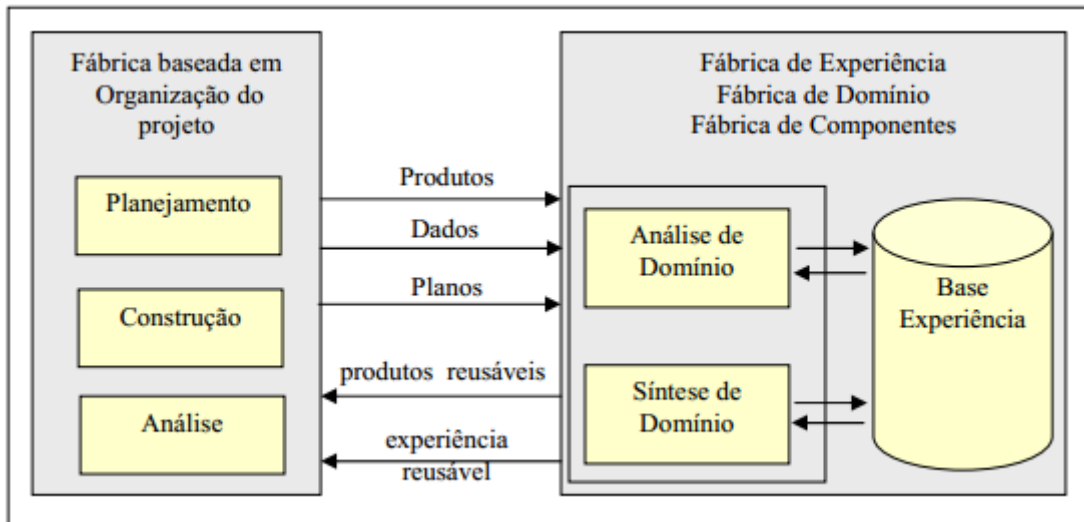 Fábrica baseada em
Organização do
projeto
Planejamento
Construção
Análise
Produtos
Dados
Planos
produtos reusáveis
experiência
reusável
Fábrica de Experiência
Fábrica de Domínio
Fábrica de Componentes
Análise de
Domínio
Síntese de
Domínio
Base
Experiência